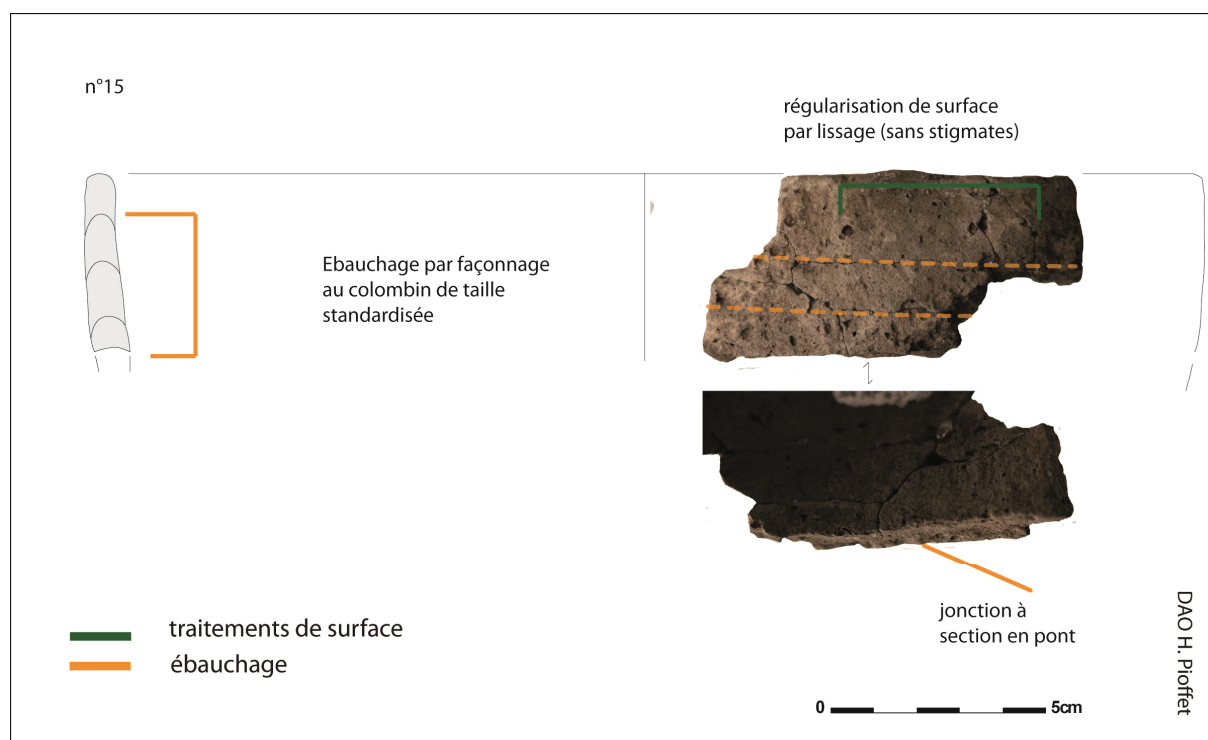 n°15
régularisation de surface
par lissage (sans stigmates)
Ebauchage par façonnage
au colombin de taille
standardisée
jonction à
section en pont
traitements de surface
ébauchage
0
5cm
DAO H. Pioffet